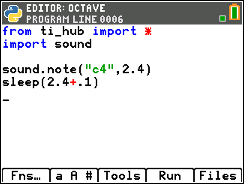 EDITOR: OCTAVE
PROGRAM LINE 0006
from ti_hub import *
import sound
sound.note("c4",2.4)
sleep(2.4+.1)
_
Fns… a A # Tools Run Files